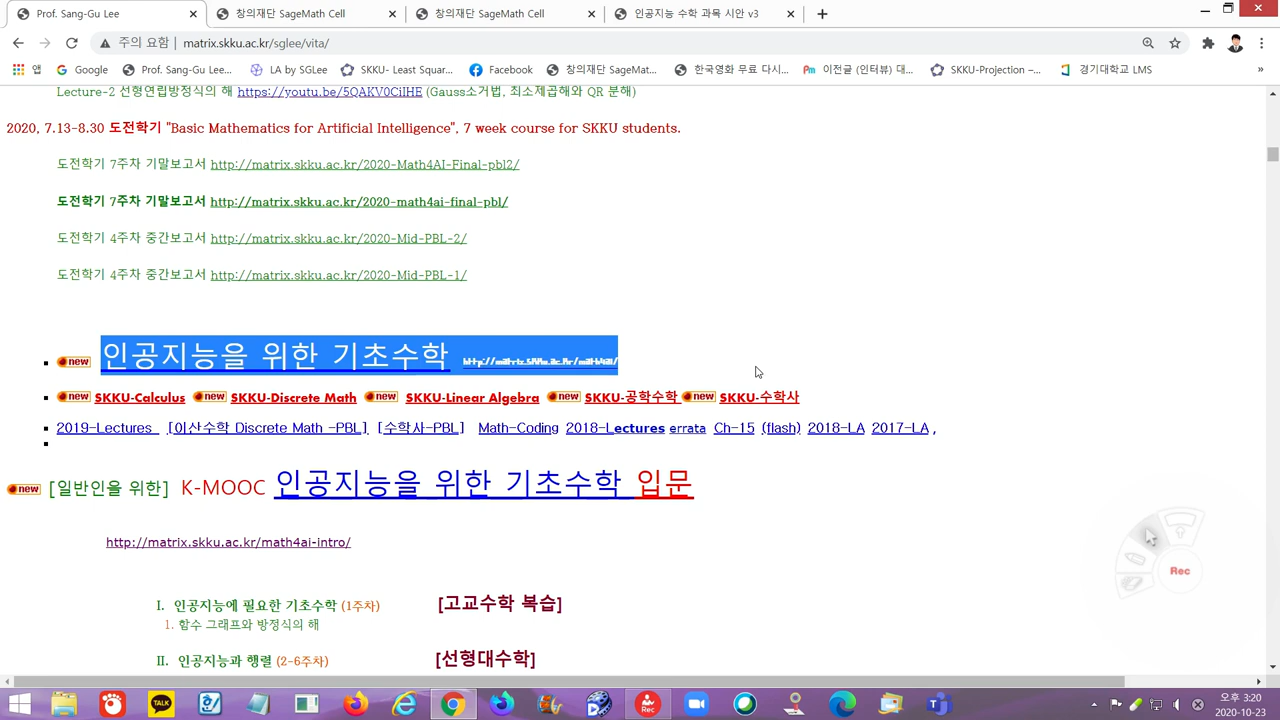 Prof. Sang-Gu Lee
창의재단 SageMath Cell
창의재단 SageMath Cell
인공지능 수학 과목 시안 v3
주의 요함 | matrix.skku.ac.kr/sglee/vita/
앱 Google Prof. Sang-Gu Lee... LA by SGLee SKKU- Least Squar... Facebook 창의재단 SageMat... 한국영화 무료 다시... 이전글 (인터뷰) 대... SKKU-Projection –... 경기대학교 LMS »
Lecture-2 선형연립방정식의 해 https://youtu.be/5QAKV0CiIHE (Gauss소거법, 최소제곱해와 QR 분해)
2020, 7.13-8.30 도전학기 "Basic Mathematics for Artificial Intelligence", 7 week course for SKKU students.
도전학기 7주차 기말보고서 http://matrix.skku.ac.kr/2020-Math4AI-Final-pbl2/
도전학기 7주차 기말보고서 http://matrix.skku.ac.kr/2020-math4ai-final-pbl/
도전학기 4주차 중간보고서 http://matrix.skku.ac.kr/2020-Mid-PBL-2/
도전학기 4주차 중간보고서 http://matrix.skku.ac.kr/2020-Mid-PBL-1/
new 인공지능을 위한 기초수학 http://matrix.skku.ac.kr/math4ai/
new SKKU-Calculus new SKKU-Discrete Math new SKKU-Linear Algebra new SKKU-공학수학 new SKKU-수학사
2019-Lectures [이산수학 Discrete Math -PBL] [수학사-PBL] Math-Coding 2018-Lectures errata Ch-15 (flash) 2018-LA 2017-LA ,
new [일반인을 위한] K-MOOC 인공지능을 위한 기초수학 입문
http://matrix.skku.ac.kr/math4ai-intro/
Rec
I. 인공지능에 필요한 기초수학 (1주차) [고교수학 복습]
1. 함수 그래프와 방정식의 해
II. 인공지능과 행렬 (2-6주차) [선형대수학]
TALK
Rec
오후 3:20
2020-10-23